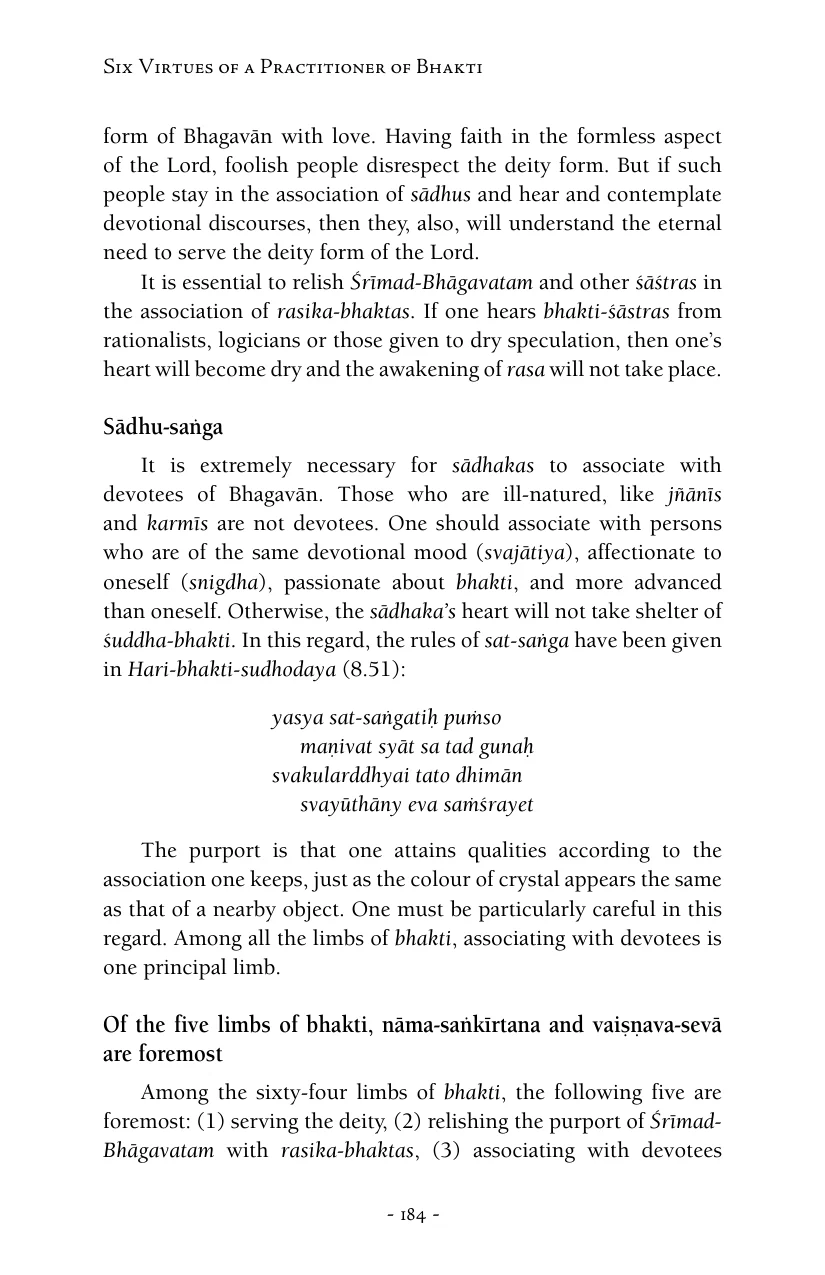 Six Virtues of a Practitioner of Bhakti
form of Bhagavān with love. Having faith in the formless aspect
of the Lord, foolish people disrespect the deity form. But if such
people stay in the association of sādhus and hear and contemplate
devotional discourses, then they, also, will understand the eternal
need to serve the deity form of the Lord.
It is essential to relish Śrīmad-Bhāgavatam and other śāśtras in
the association of rasika-bhaktas. If one hears bhakti-śāstras from
rationalists, logicians or those given to dry speculation, then one’s
heart will become dry and the awakening of rasa will not take place.
Sādhu-saṅga
It is extremely necessary for sādhakas to associate with
devotees of Bhagavān. Those who are ill-natured, like jñānīs
and karmīs are not devotees. One should associate with persons
who are of the same devotional mood (svajātiya), affectionate to
oneself (snigdha), passionate about bhakti, and more advanced
than oneself. Otherwise, the sādhaka’s heart will not take shelter of
śuddha-bhakti. In this regard, the rules of sat-saṅga have been given
in Hari-bhakti-sudhodaya (8.51):
yasya sat-saṅgatiḥ puṁso
maṇivat syāt sa tad gunaḥ
svakularddhyai tato dhimān
svayūthāny eva saṁśrayet
The purport is that one attains qualities according to the
association one keeps, just as the colour of crystal appears the same
as that of a nearby object. One must be particularly careful in this
regard. Among all the limbs of bhakti, associating with devotees is
one principal limb.
Of the five limbs of bhakti, nāma-saṅkīrtana and vaiṣṇava-sevā
are foremost
Among the sixty-four limbs of bhakti, the following five are
foremost: (1) serving the deity, (2) relishing the purport of Śrīmad-
Bhāgavatam with rasika-bhaktas, (3) associating with devotees
- 184 -